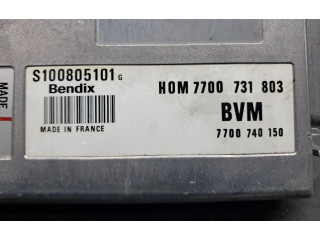 S100805101 G
Bendix
MADE IN FRANCE
HOM 7700 731 803
BVM
7700 740 150
MADE